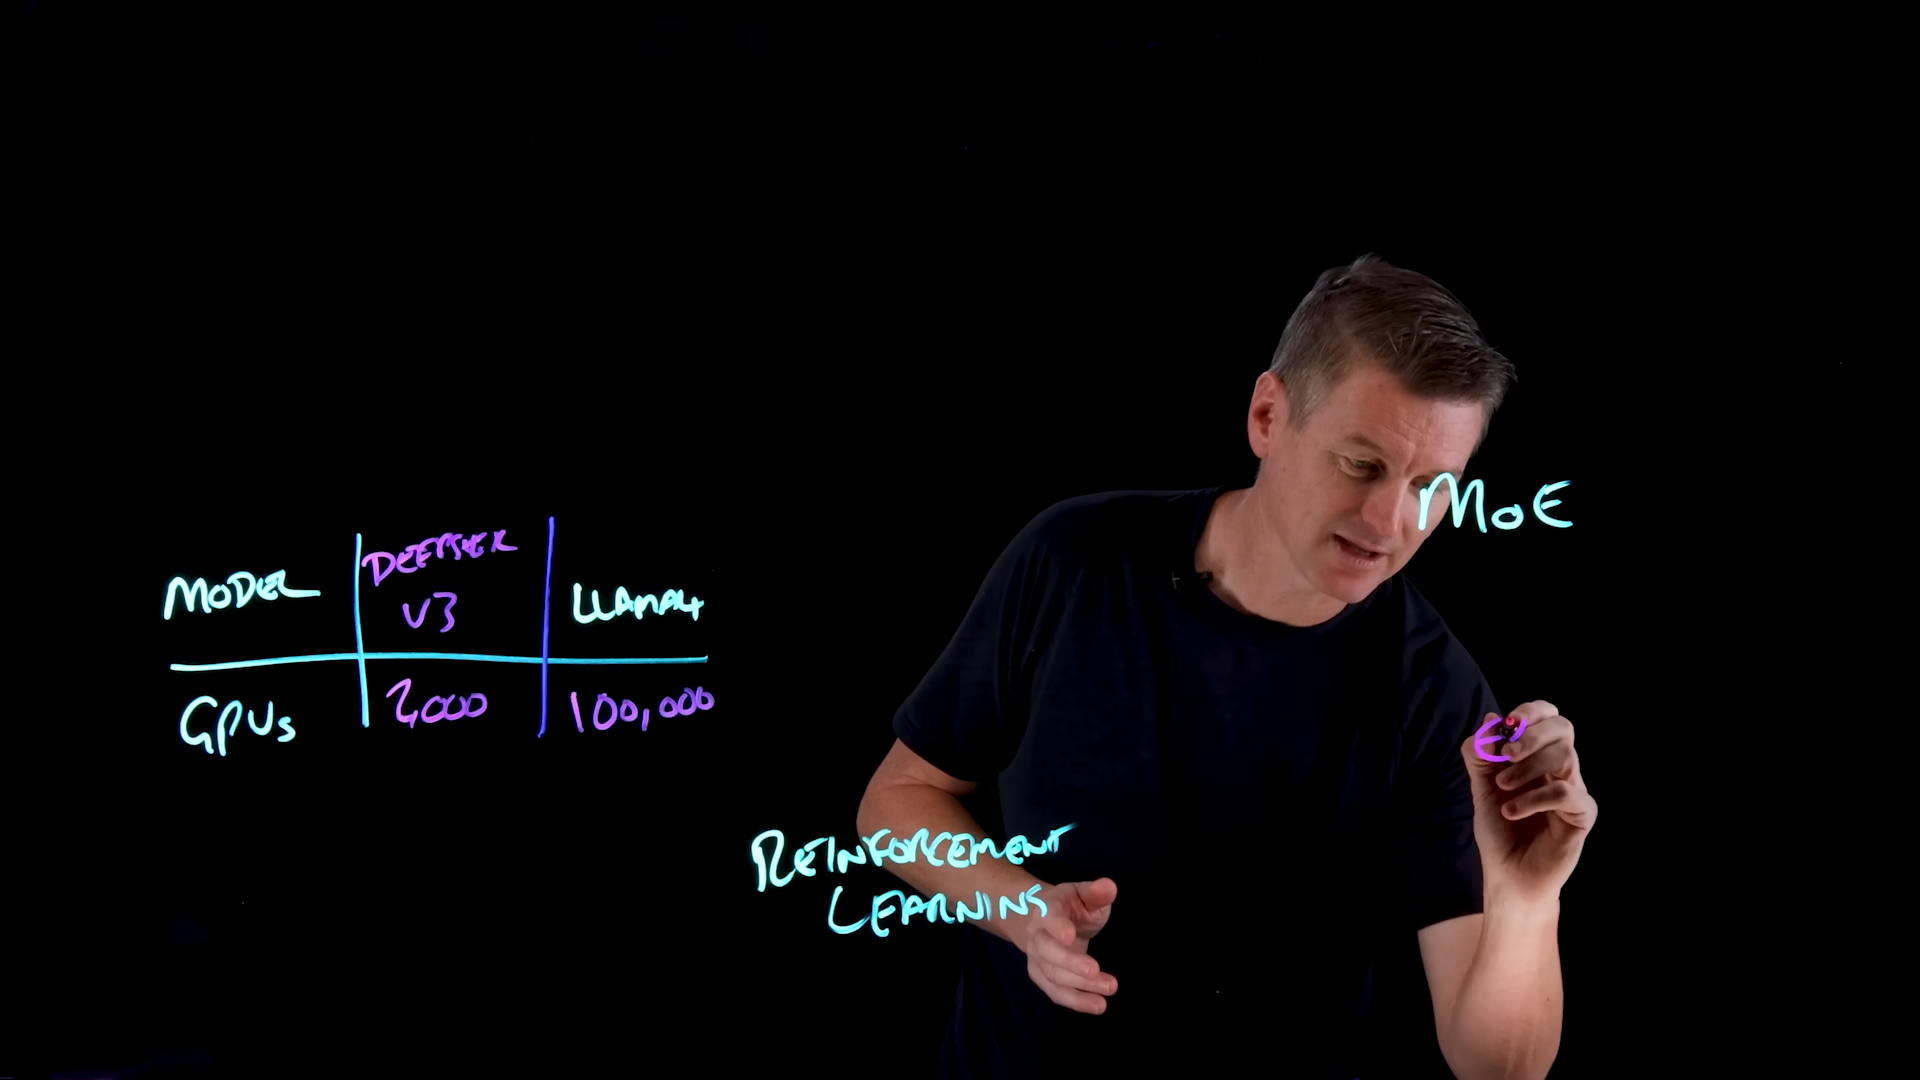 MODEL
DEEPSEEK
V3
LLAMA4
GPUs
2,000
100,000
MoE
REINFORCEMENT
LEARNING